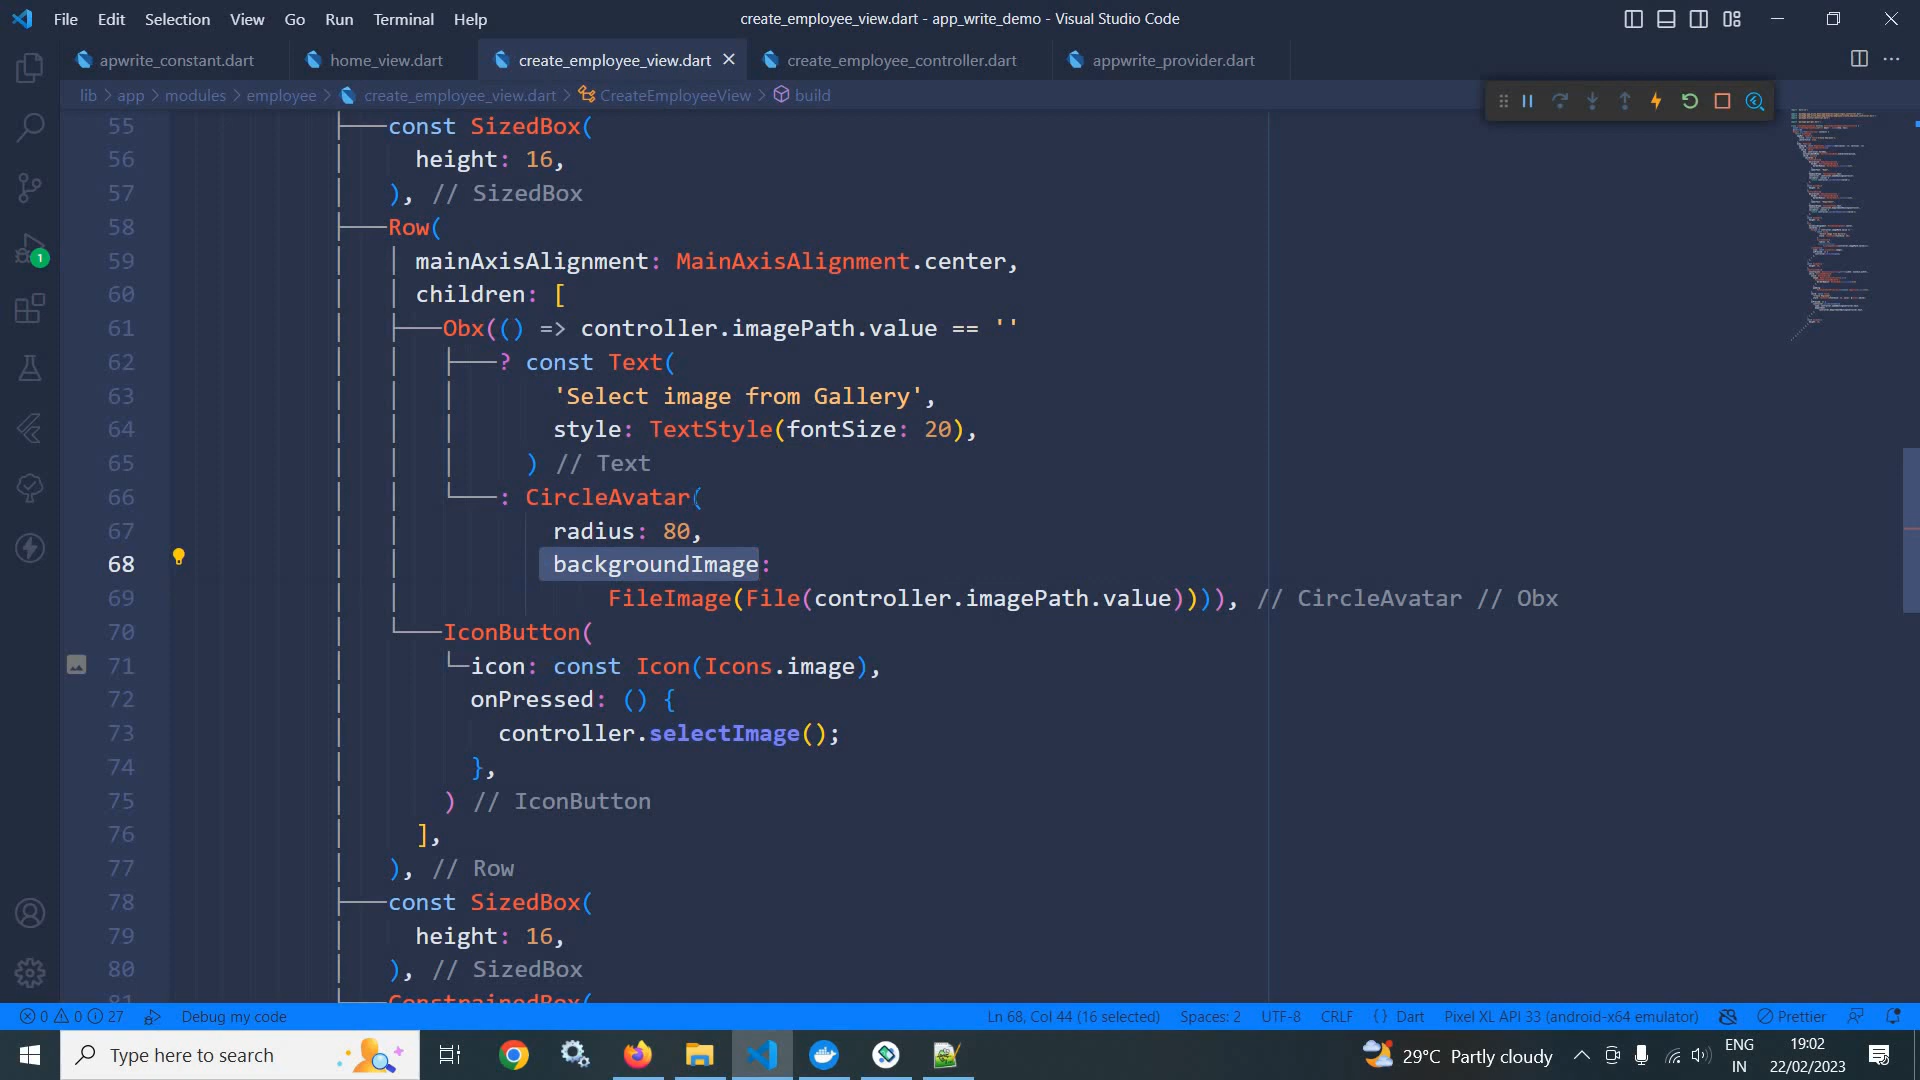 File Edit Selection View Go Run Terminal Help
create_employee_view.dart - app_write_demo - Visual Studio Code
apwrite_constant.dart
home_view.dart
create_employee_view.dart
create_employee_controller.dart
appwrite_provider.dart
lib > app > modules > employee > create_employee_view.dart > CreateEmployeeView > build
55 const SizedBox(
56 height: 16,
57 ), // SizedBox
58 Row(
59 mainAxisAlignment: MainAxisAlignment.center,
60 children: [
61 Obx(() => controller.imagePath.value == ''
62 ? const Text(
63 'Select image from Gallery',
64 style: TextStyle(fontSize: 20),
65 ) // Text
66 : CircleAvatar(
67 radius: 80,
68 backgroundImage:
69 FileImage(File(controller.imagePath.value)))), // CircleAvatar // Obx
70 IconButton(
71 icon: const Icon(Icons.image),
72 onPressed: () {
73 controller.selectImage();
74 },
75 ) // IconButton
76 ],
77 ), // Row
78 const SizedBox(
79 height: 16,
80 ), // SizedBox
81 ConstrainedBox(
1
0 0 27 Debug my code
Ln 68, Col 44 (16 selected) Spaces: 2 UTF-8 CRLF {} Dart Pixel XL API 33 (android-x64 emulator) Prettier
Type here to search
29°C Partly cloudy
ENG
IN
19:02
22/02/2023